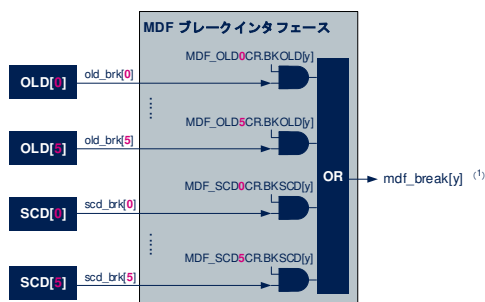 MDF ブレークインタフェース
MDF_OLD0CR.BKOLD[y]
OLD[0]
old_brk[0]
MDF_OLD5CR.BKOLD[y]
OLD[5]
old_brk[5]
OR
mdf_break[y] (1)
MDF_SCD0CR.BKSCD[y]
SCD[0]
scd_brk[0]
MDF_SCD5CR.BKSCD[y]
SCD[5]
scd_brk[5]